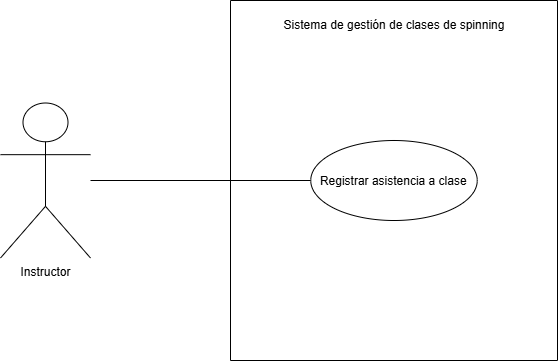 Sistema de gestión de clases de spinning
Registrar asistencia a clase
Instructor